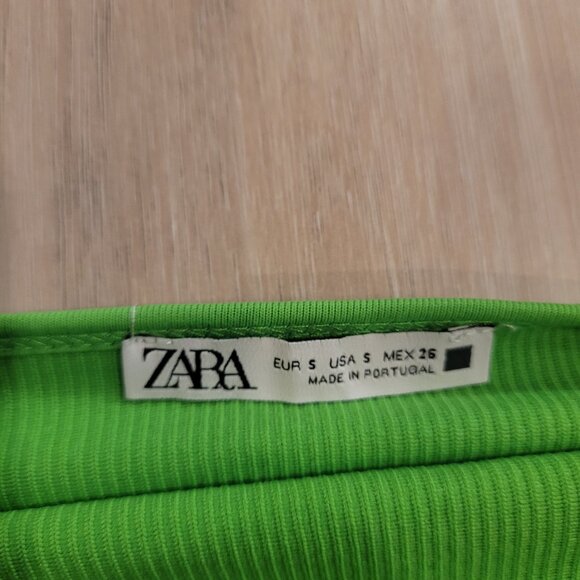 ZARA
EUR S USA S MEX 26
MADE IN PORTUGAL